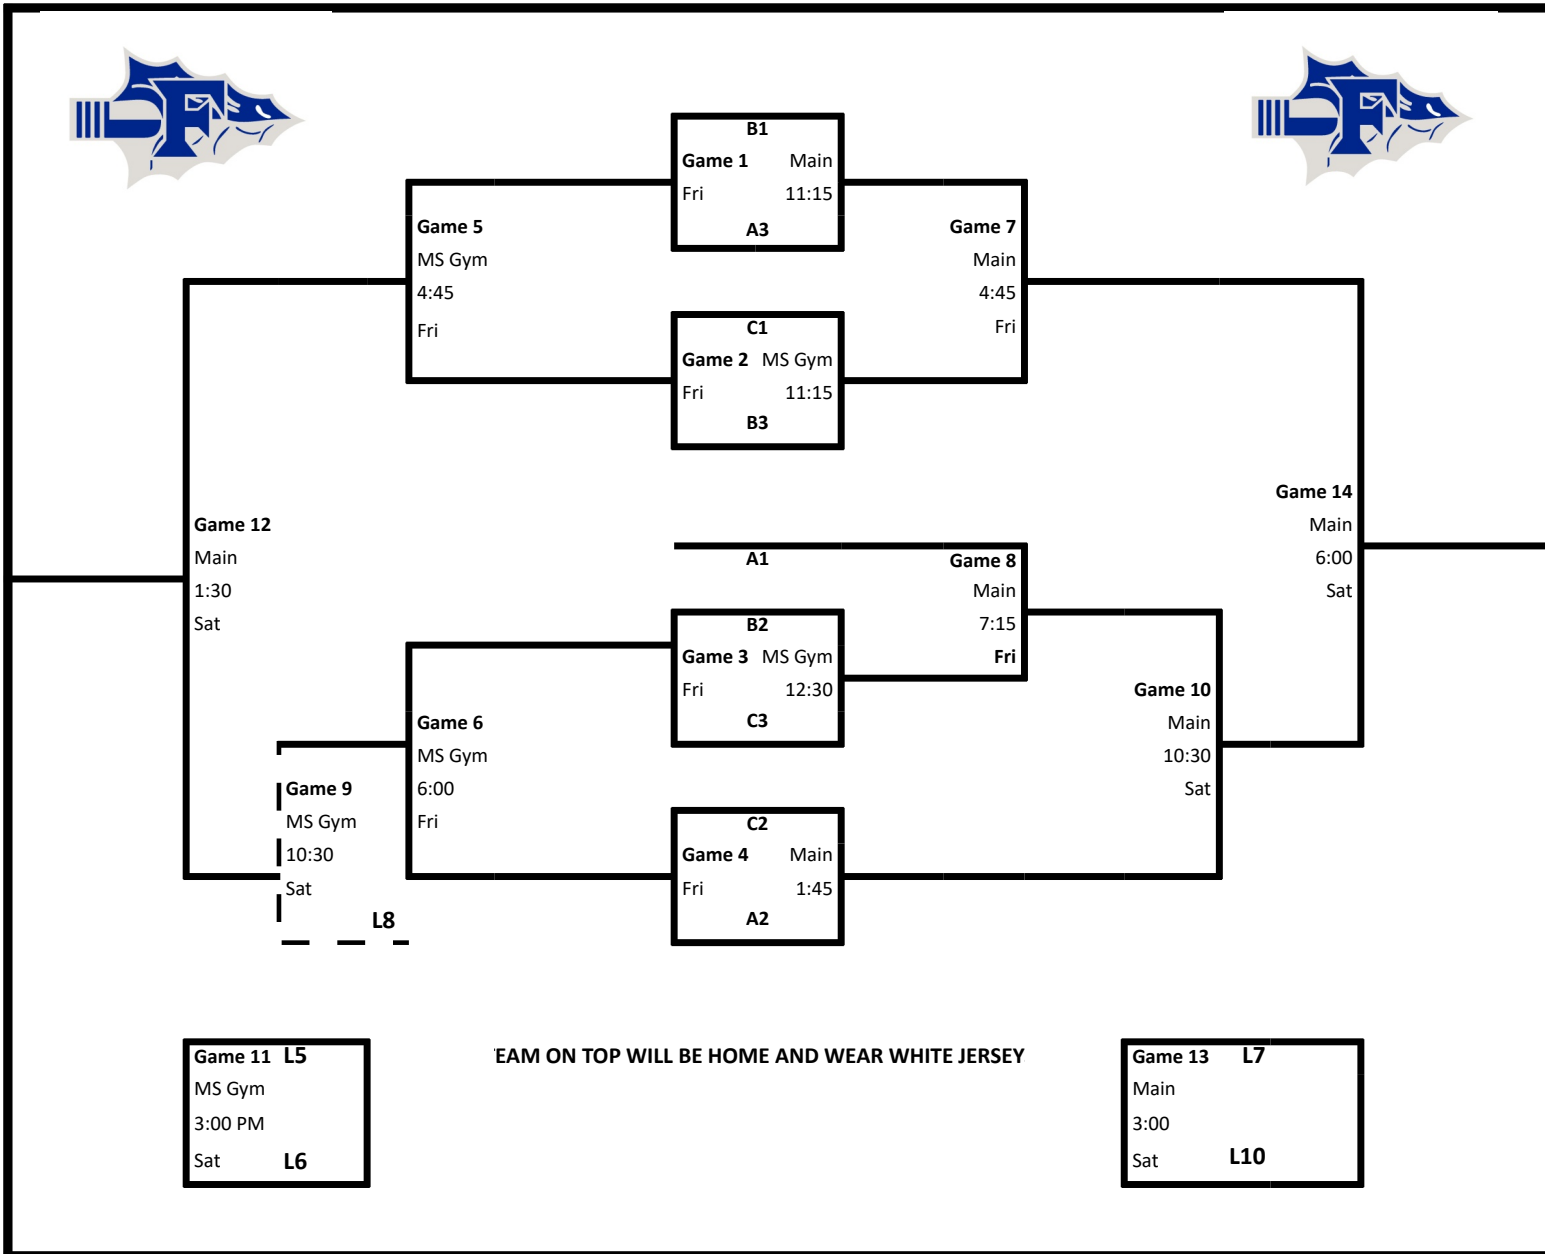 F
F
B1
Game 1 Main
Fri 11:15
A3
Game 5
MS Gym
4:45
Fri
Game 7
Main
4:45
Fri
C1
Game 2 MS Gym
Fri 11:15
B3
Game 12
Main
1:30
Sat
Game 14
Main
6:00
Sat
A1
Game 8
Main
7:15
Fri
B2
Game 3 MS Gym
Fri 12:30
C3
Game 6
MS Gym
6:00
Fri
Game 10
Main
10:30
Sat
Game 9
MS Gym
10:30
Sat
L8
C2
Game 4 Main
Fri 1:45
A2
Game 11 L5
MS Gym
3:00 PM
Sat L6
EAM ON TOP WILL BE HOME AND WEAR WHITE JERSEY
Game 13 L7
Main
3:00
Sat L10